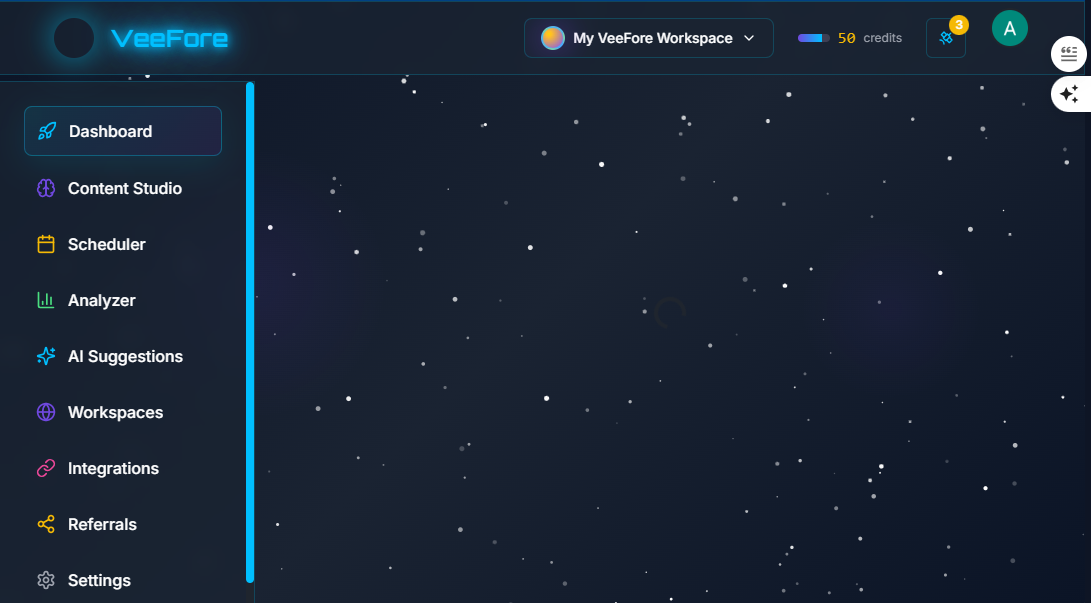 VeeFore
My VeeFore Workspace
50 credits
3
A
Dashboard
Content Studio
Scheduler
Analyzer
AI Suggestions
Workspaces
Integrations
Referrals
Settings